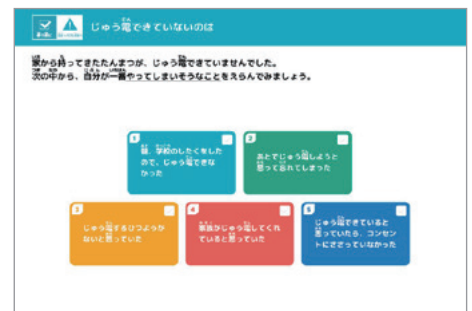 じゅう電できていないのは
家から持ってきたたんまつが、じゅう電できていませんでした。
次の中から、自分が一番やってしまいそうなことをえらんでみましょう。
1
朝、学校のしたくをした
ので、じゅう電できな
かった
2
あとでじゅう電しようと
思って忘れてしまった
3
じゅう電するひつようが
ないと思っていた
4
家族がじゅう電してくれ
ていると思っていた
5
じゅう電できていると
思っていたら、コンセン
トにささっていなかった